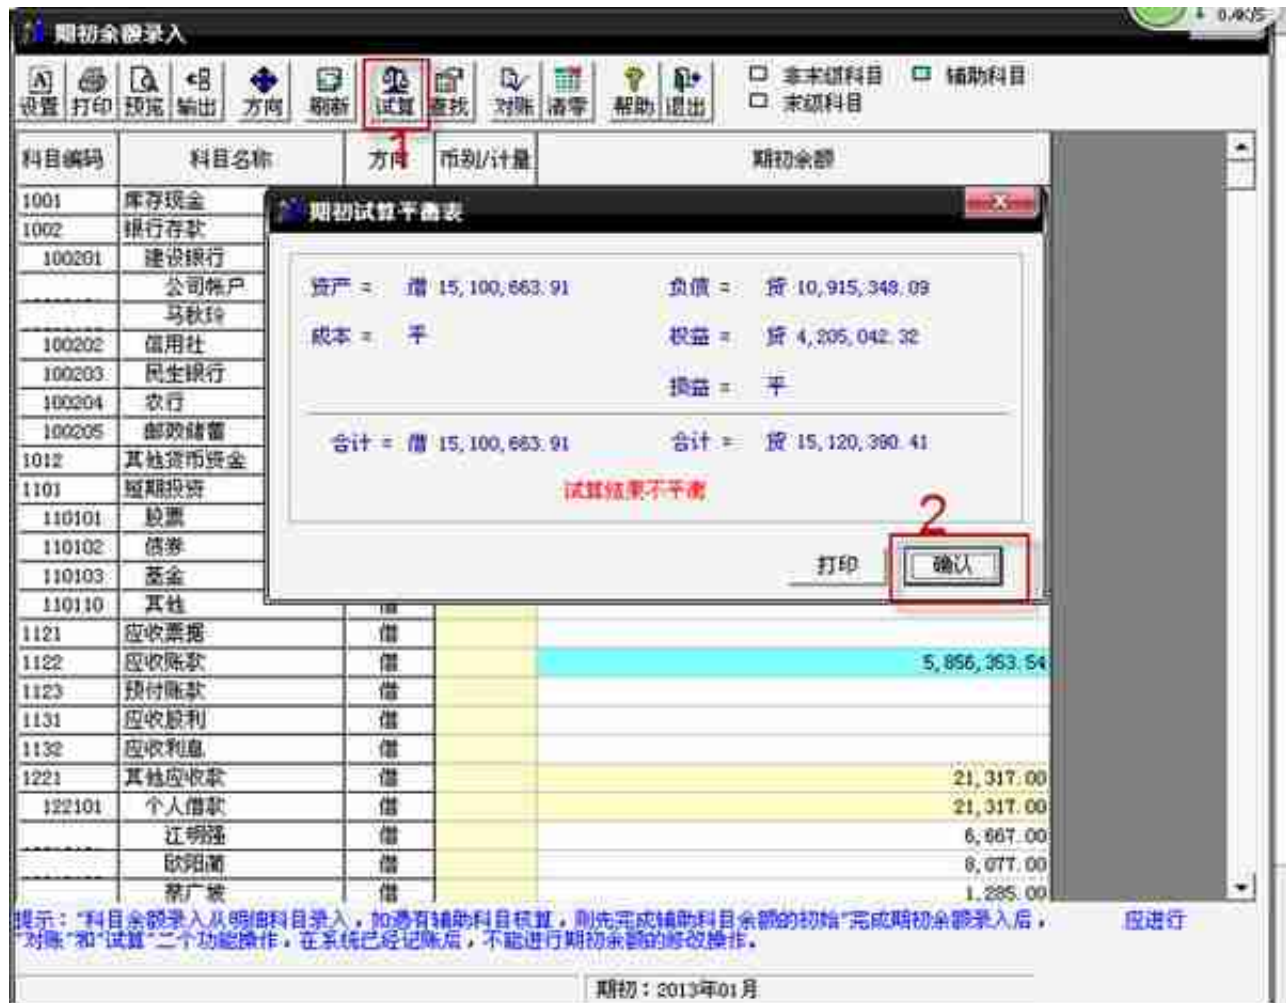 期初余额录入
设置 打印 预览 输出 方向 刷新 试算 查找 对账 清零 帮助 退出 非末级科目 辅助科目
末级科目
1
科目编码 科目名称 方向 币别/计量 期初余额
1001 库存现金
1002 银行存款
100201 建设银行
公司帐户
100202 信用社
100203 民生银行
100204 农行
100205 邮政储蓄
1012 其他货币资金
1101 短期投资
110101 股票
110102 债券
110103 基金
110110 其他 借
期初试算平衡表
资产 = 借 15,100,663.91 负债 = 贷 10,915,348.09
成本 = 平 权益 = 贷 4,205,042.32
损益 = 平
合计 = 借 15,100,663.91 合计 = 贷 15,120,390.41
试算结果不平衡
2
打印 确认
1121 应收票据 借
1122 应收账款 借 5,856,353.54
1123 预付账款 借
1131 应收股利 借
1132 应收利息 借
1221 其他应收款 借 21,317.00
122101 个人借款 借 21,317.00
江明强 借 6,667.00
欧阳 借 8,077.00
蔡广 借 1,285.00
提示："科目余额录入从明细科目录入，如遇有辅助科目核算，则先完成辅助科目余额的初始"完成期初余额录入后， 应进行
"对账"和"试算"二个功能操作，在系统已经记账后，不能进行期初余额的修改操作。
期初：2013年01月